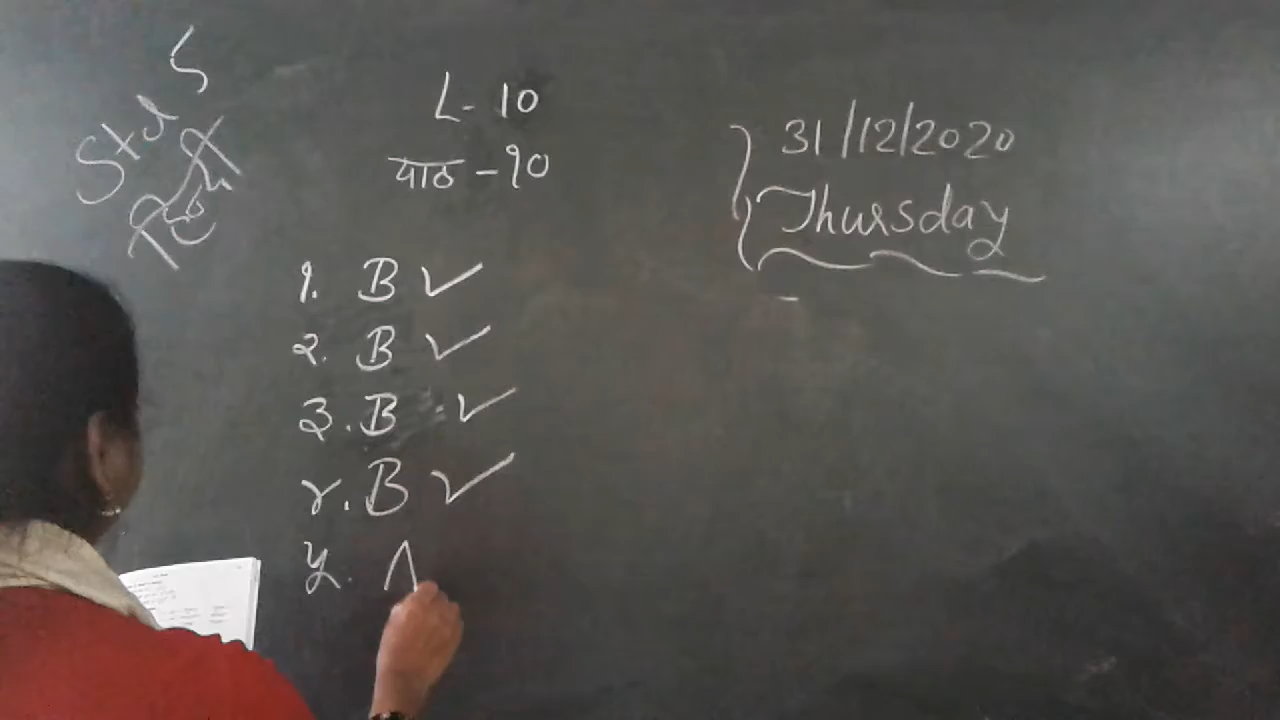 Std 5
L - 10
पाठ - १०
31/12/2020
Thursday
१. B ✓
२. B ✓
३. B ✓
४. B ✓
५. A